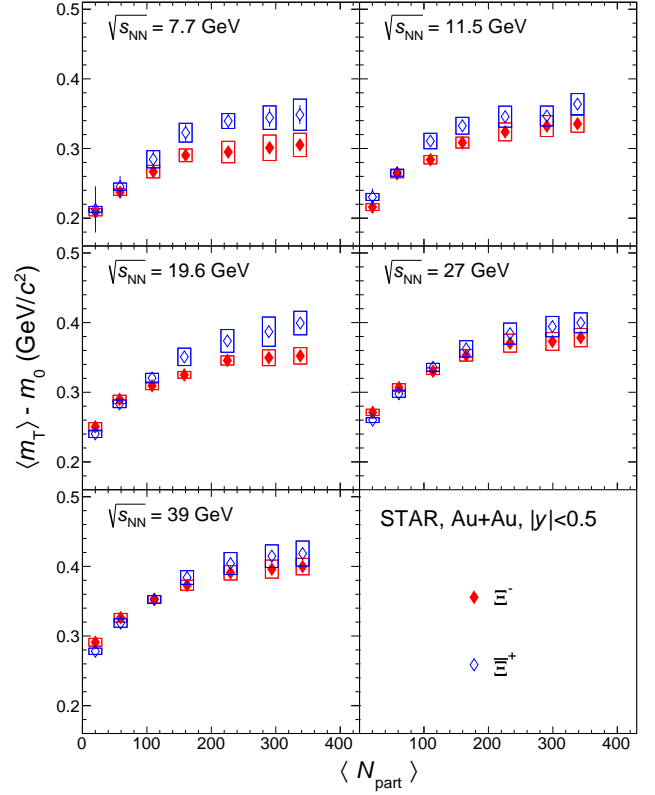 √sNN = 7.7 GeV
√sNN = 11.5 GeV
0.5
0.4
0.3
0.2
√sNN = 19.6 GeV
√sNN = 27 GeV
0.5
0.4
0.3
0.2
⟨mT⟩ - m0 (GeV/c²)
√sNN = 39 GeV
STAR, Au+Au, |y|<0.5
0.5
0.4
0.3
0.2
Ξ⁻
Ξ̅⁺
0 100 200 300 400 0 100 200 300 400
⟨ Npart ⟩